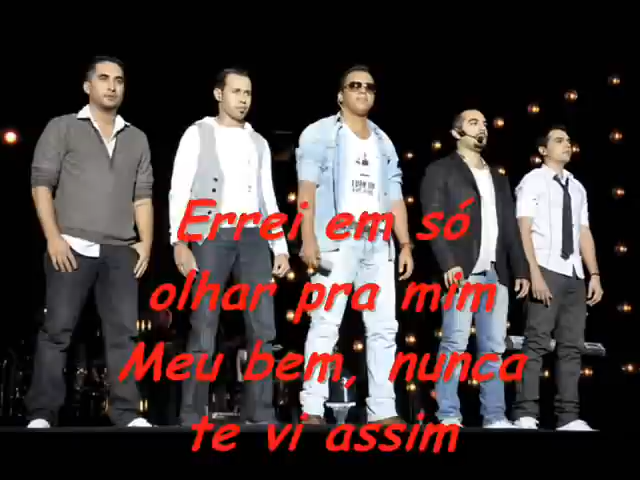 Errei em só
olhar pra mim
Meu bem, nunca
te vi assim